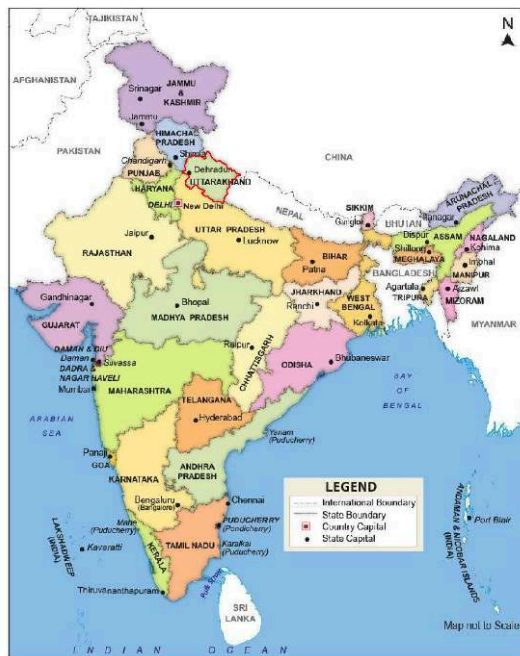 TAJIKISTAN
N
AFGHANISTAN
Srinagar
JAMMU
&
KASHMIR
Jammu
HIMACHAL
PRADESH
Shimla
PAKISTAN
Chandigarh
PUNJAB
Dehradun
UTTARAKHAND
CHINA
HARYANA
DELHI
New Delhi
NEPAL
SIKKIM
Gangtok
BHUTAN
ARUNACHAL
PRADESH
Itanagar
RAJASTHAN
Jaipur
UTTAR PRADESH
Lucknow
Dispur
ASSAM
NAGALAND
Kohima
BIHAR
Patna
Shillong
MEGHALAYA
Imphal
MANIPUR
BANGLADESH
Gandhinagar
GUJARAT
Bhopal
MADHYA PRADESH
JHARKHAND
Ranchi
WEST
BENGAL
Kolkata
Agartala
TRIPURA
Aizawl
MIZORAM
MYANMAR
DAMAN & DIU
Daman
DADRA &
NAGAR HAVELI
Silvassa
Mumbai
Raipur
CHHATTISGARH
ODISHA
Bhubaneswar
MAHARASHTRA
BAY
OF
BENGAL
ARABIAN
SEA
TELANGANA
Hyderabad
Yanam
(Puducherry)
Panaji
GOA
KARNATAKA
ANDHRA
PRADESH
Bengaluru
(Bangalore)
Chennai
LEGEND
International Boundary
State Boundary
Country Capital
State Capital
Mahe
(Puducherry)
PUDUCHERRY
(Pondicherry)
Karaikal
(Puducherry)
TAMIL NADU
KERALA
LAKSHADWEEP
(INDIA)
Kavaratti
Thiruvananthapuram
Palk Strait
SRI
LANKA
ANDAMAN & NICOBAR ISLANDS
(INDIA)
Port Blair
Map not to Scale
INDIAN OCEAN